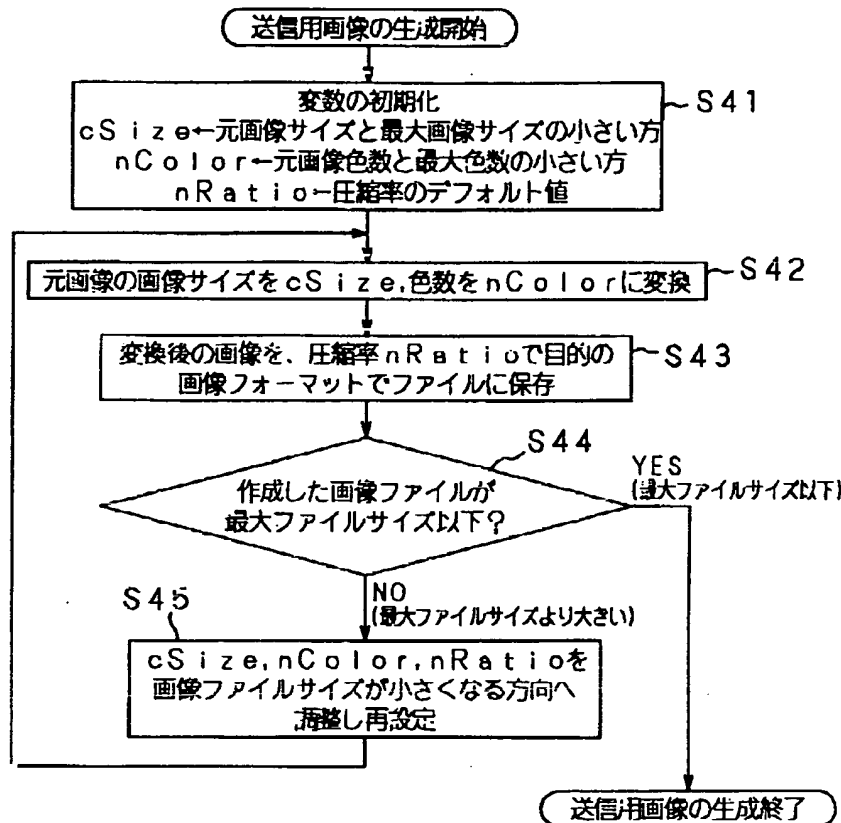 送信用画像の生成開始
変数の初期化
cSize←元画像サイズと最大画像サイズの小さい方
nColor←元画像色数と最大色数の小さい方
nRatio←圧縮率のデフォルト値
S41
元画像の画像サイズをcSize,色数をnColorに変換
S42
変換後の画像を、圧縮率nRatioで目的の
画像フォーマットでファイルに保存
S43
S44
作成した画像ファイルが
最大ファイルサイズ以下?
YES
(最大ファイルサイズ以下)
NO
(最大ファイルサイズより大きい)
S45
cSize,nColor,nRatioを
画像ファイルサイズが小さくなる方向へ
調整し再設定
送信用画像の生成終了